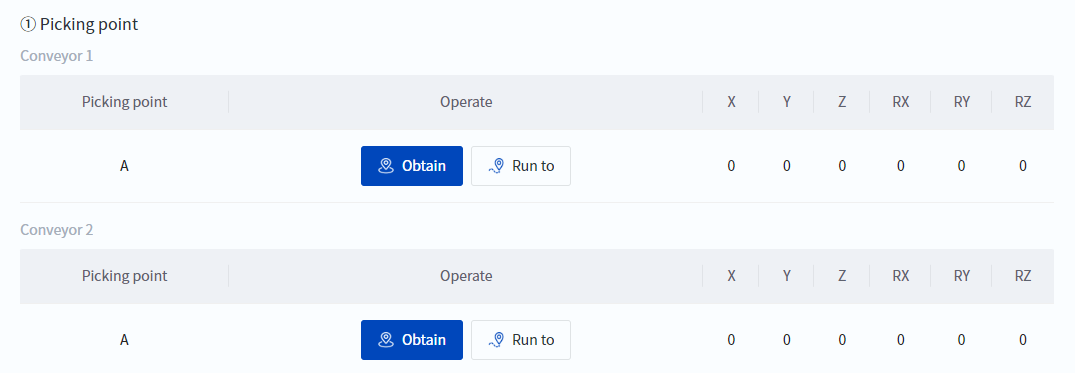 ① Picking point
Conveyor 1
Picking point Operate X Y Z RX RY RZ
A Obtain Run to 0 0 0 0 0 0
Conveyor 2
Picking point Operate X Y Z RX RY RZ
A Obtain Run to 0 0 0 0 0 0